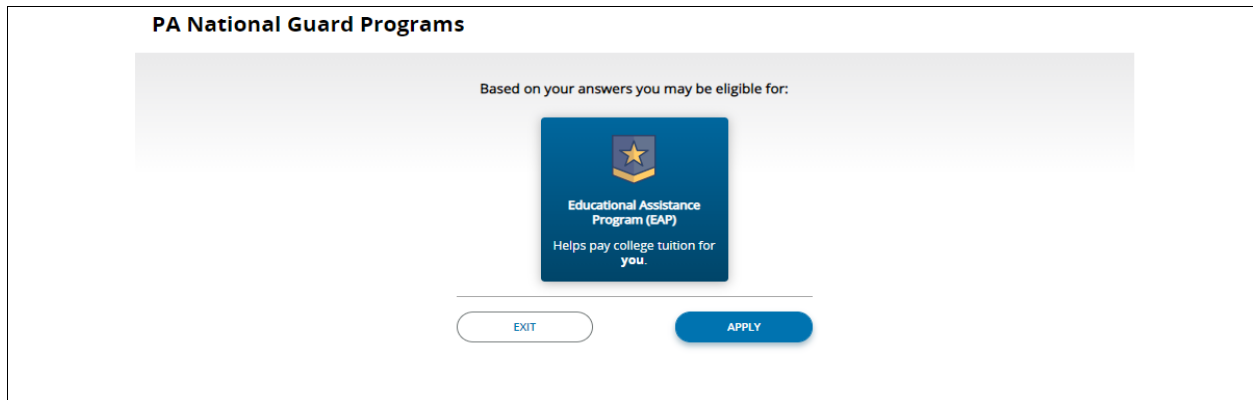 PA National Guard Programs
Based on your answers you may be eligible for:
Educational Assistance
Program (EAP)
Helps pay college tuition for
you.
EXIT
APPLY